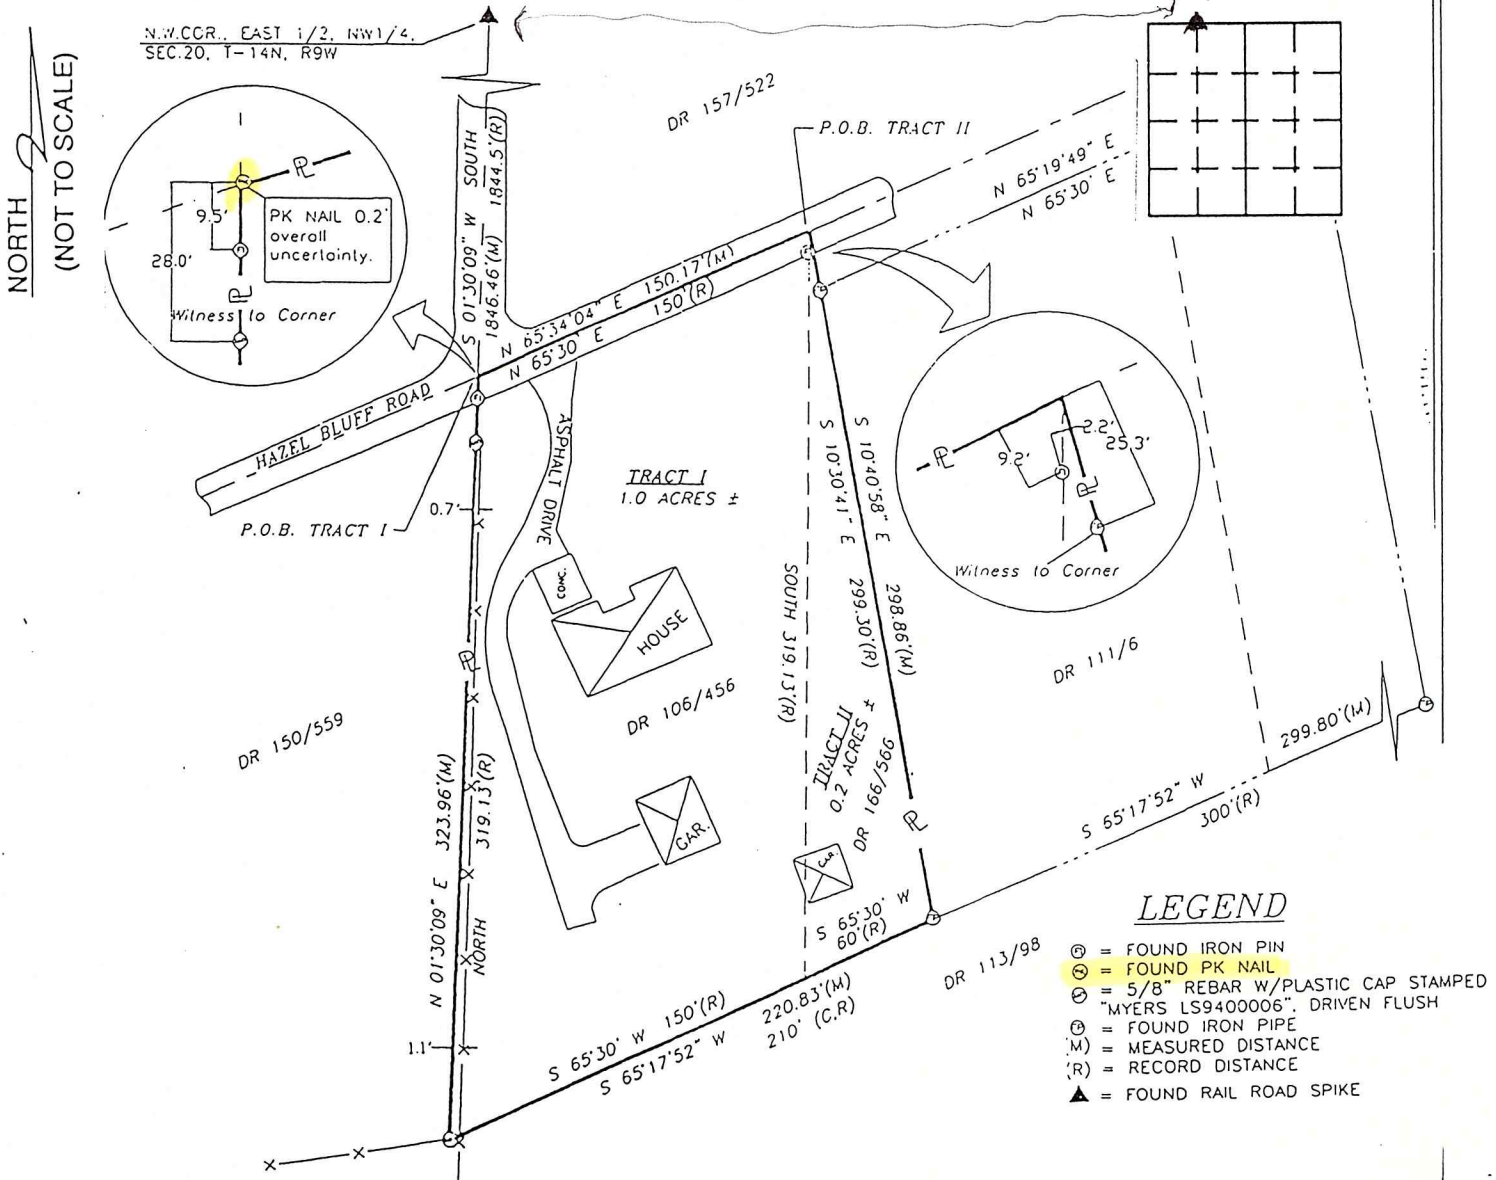 N.W.COR., EAST 1/2, NW1/4,
SEC.20, T-14N, R9W
NORTH
(NOT TO SCALE)
DR 157/522
P.O.B. TRACT II
N 65°19'49" E
N 65°30' E
PL
9.5'
28.0'
PK NAIL 0.2'
overall
uncertainty.
PL
Witness to Corner
S 01°30'09" W SOUTH
1846.46'(M) 1844.5'(R)
N 65°34'04" E 150.17'(M)
N 65°30' E 150'(R)
HAZEL BLUFF ROAD
P.O.B. TRACT I
ASPHALT DRIVE
TRACT I
1.0 ACRES ±
0.7'
CONC.
HOUSE
DR 106/456
DR 150/559
GAR.
PL
N 01°30'09" E 323.96'(M)
NORTH 319.13'(R)
1.1'
SOUTH 319.13'(R)
S 10°40'58" E 298.86'(M)
S 10°30'41" E 299.30'(R)
PL
9.2'
2.2'
25.3'
PL
Witness to Corner
DR 111/6
TRACT II
0.2 ACRES ±
DR 166/566
GAR.
PL
S 65°30' W
60'(R)
S 65°30' W 150'(R)
S 65°17'52" W 220.83'(M)
210' (C,R)
DR 113/98
S 65°17'52" W 299.80'(M)
300'(R)
LEGEND
= FOUND IRON PIN
= FOUND PK NAIL
= 5/8" REBAR W/PLASTIC CAP STAMPED
"MYERS LS9400006", DRIVEN FLUSH
= FOUND IRON PIPE
(M) = MEASURED DISTANCE
(R) = RECORD DISTANCE
= FOUND RAIL ROAD SPIKE